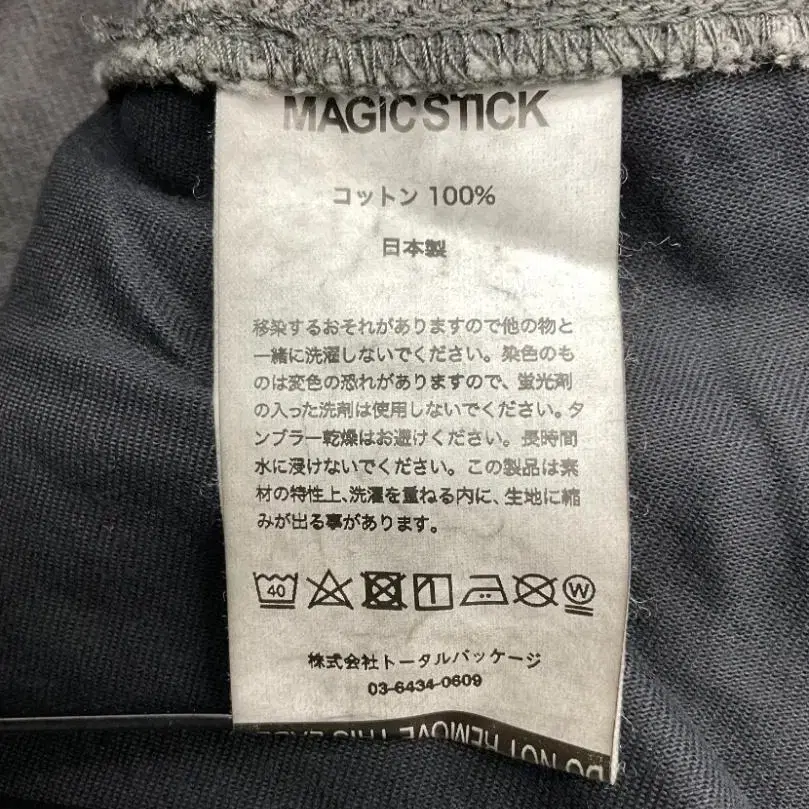 MAGIC STICK
コットン 100%
日本製
移染するおそれがありますので他の物と
一緒に洗濯しないでください。染色のも
のは変色の恐れがありますので、蛍光剤
の入った洗剤は使用しないでください。タ
ンブラー乾燥はお避けください。長時間
水に浸けないでください。この製品は素
材の特性上、洗濯を重ねる内に、生地に縮
みが出る事があります。
40
W
株式会社トータルパッケージ
03-6434-0609
DO NOT REMOVE THIS